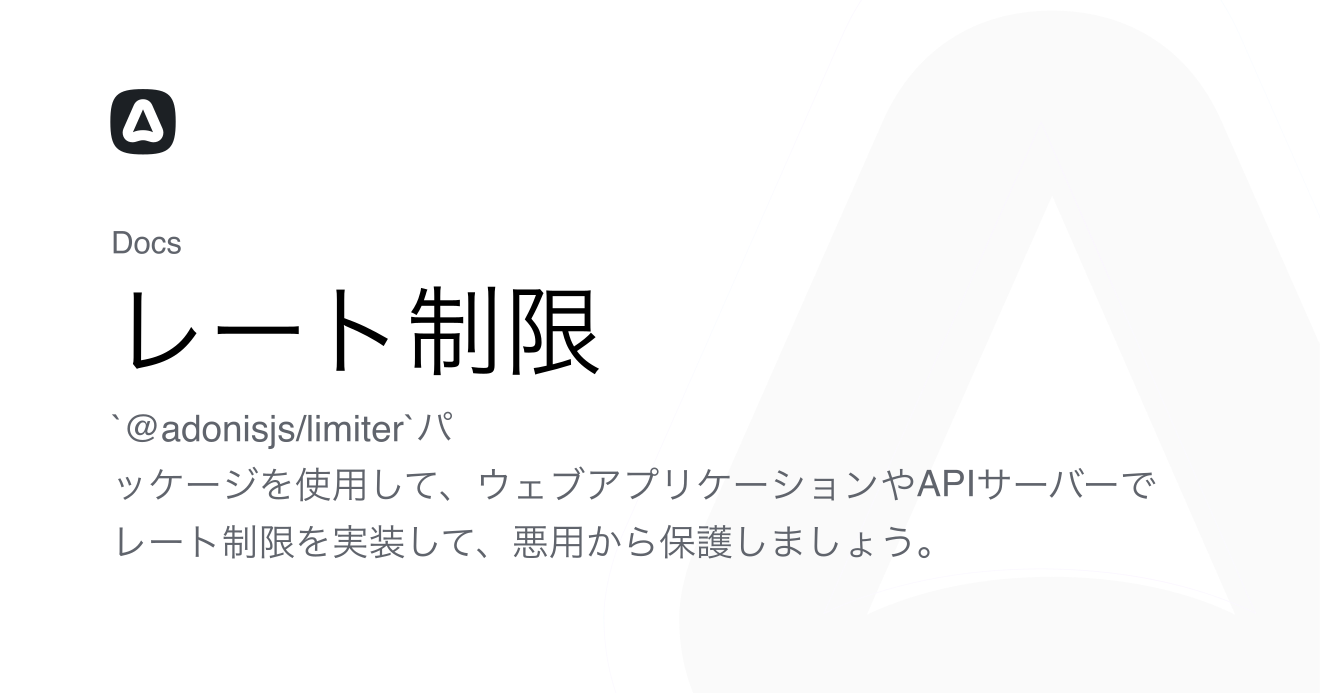 Docs
レート制限
`@adonisjs/limiter`パ
ッケージを使用して、ウェブアプリケーションやAPIサーバーで
レート制限を実装して、悪用から保護しましょう。